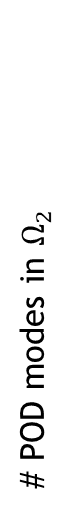 # POD modes in Ω₂